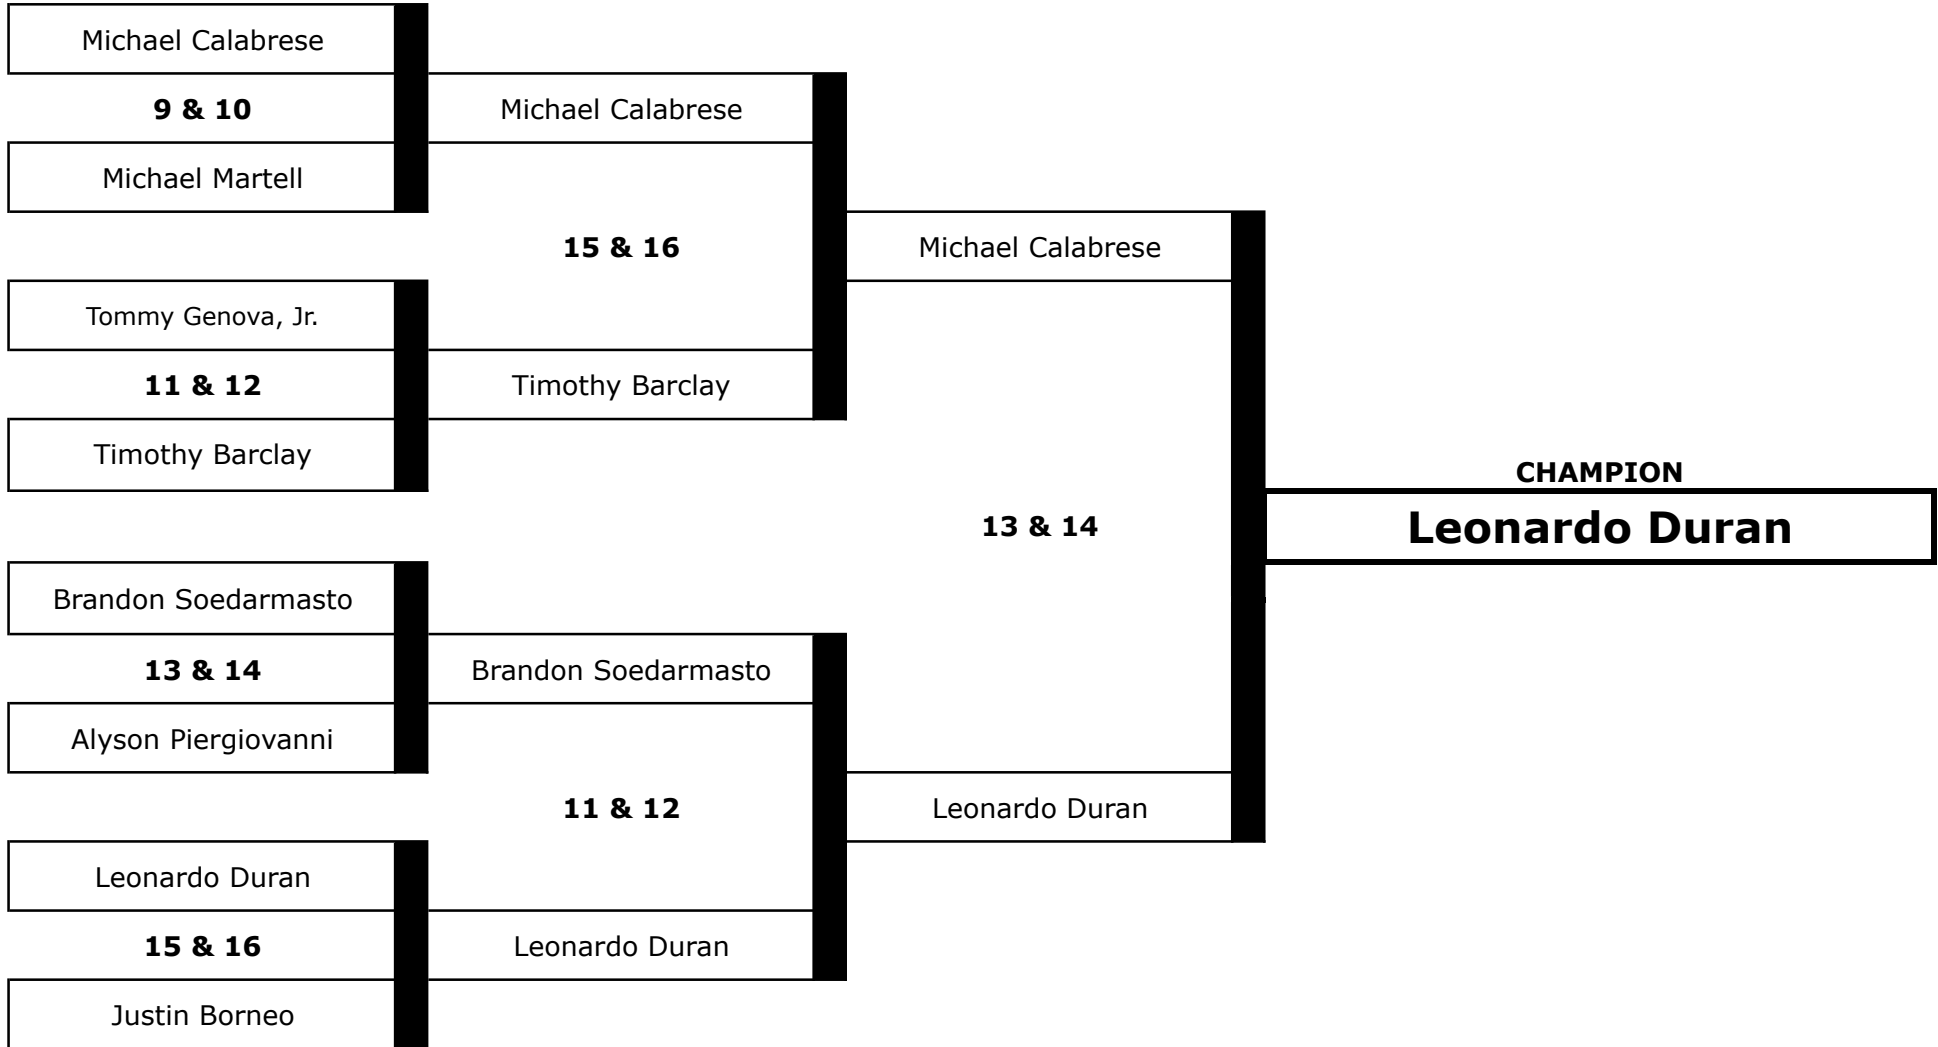 Michael Calabrese
9 & 10
Michael Calabrese
Michael Martell
15 & 16
Michael Calabrese
Tommy Genova, Jr.
11 & 12
Timothy Barclay
Timothy Barclay
CHAMPION
13 & 14
Leonardo Duran
Brandon Soedarmasto
13 & 14
Brandon Soedarmasto
Alyson Piergiovanni
11 & 12
Leonardo Duran
Leonardo Duran
15 & 16
Leonardo Duran
Justin Borneo